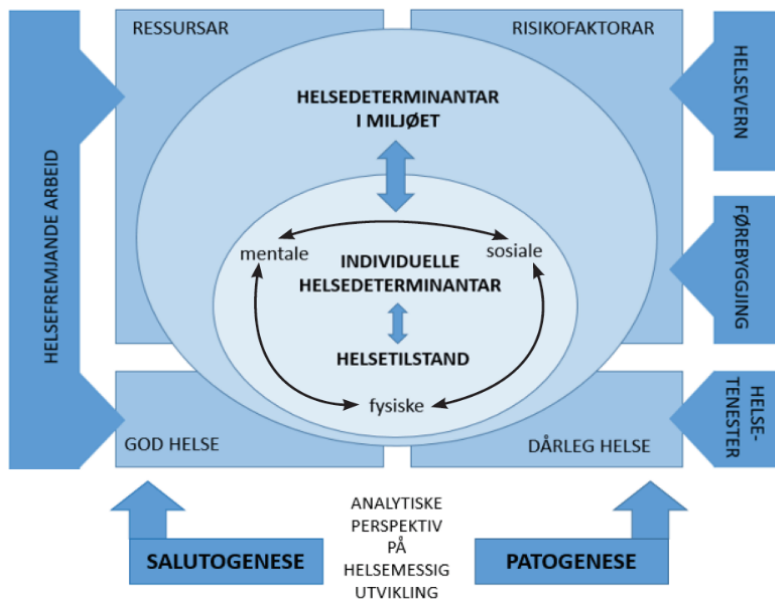 RESSURSAR
RISIKOFAKTORAR
HELSEDETERMINANTAR
I MILJØET
mentale
sosiale
INDIVIDUELLE
HELSEDETERMINANTAR
HELSETILSTAND
fysiske
GOD HELSE
DÅRLEG HELSE
HELSEFREMJANDE ARBEID
HELSEVERN
FØREBYGGJING
HELSE-
TENESTER
SALUTOGENESE
ANALYTISKE
PERSPEKTIV
PÅ
HELSEMESSIG
UTVIKLING
PATOGENESE